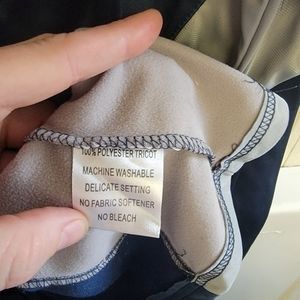 100% POLYESTER TRICOT
MACHINE WASHABLE
DELICATE SETTING
NO FABRIC SOFTENER
NO BLEACH